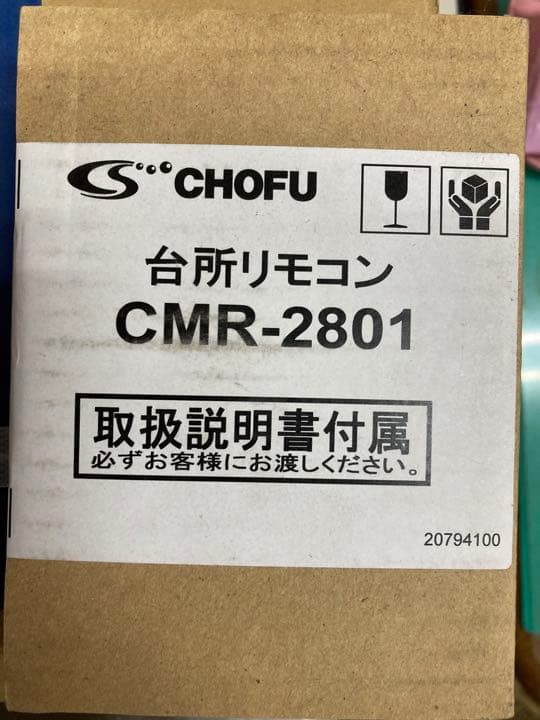 CHOFU
台所リモコン
CMR-2801
取扱説明書付属
必ずお客様にお渡しください。
20794100